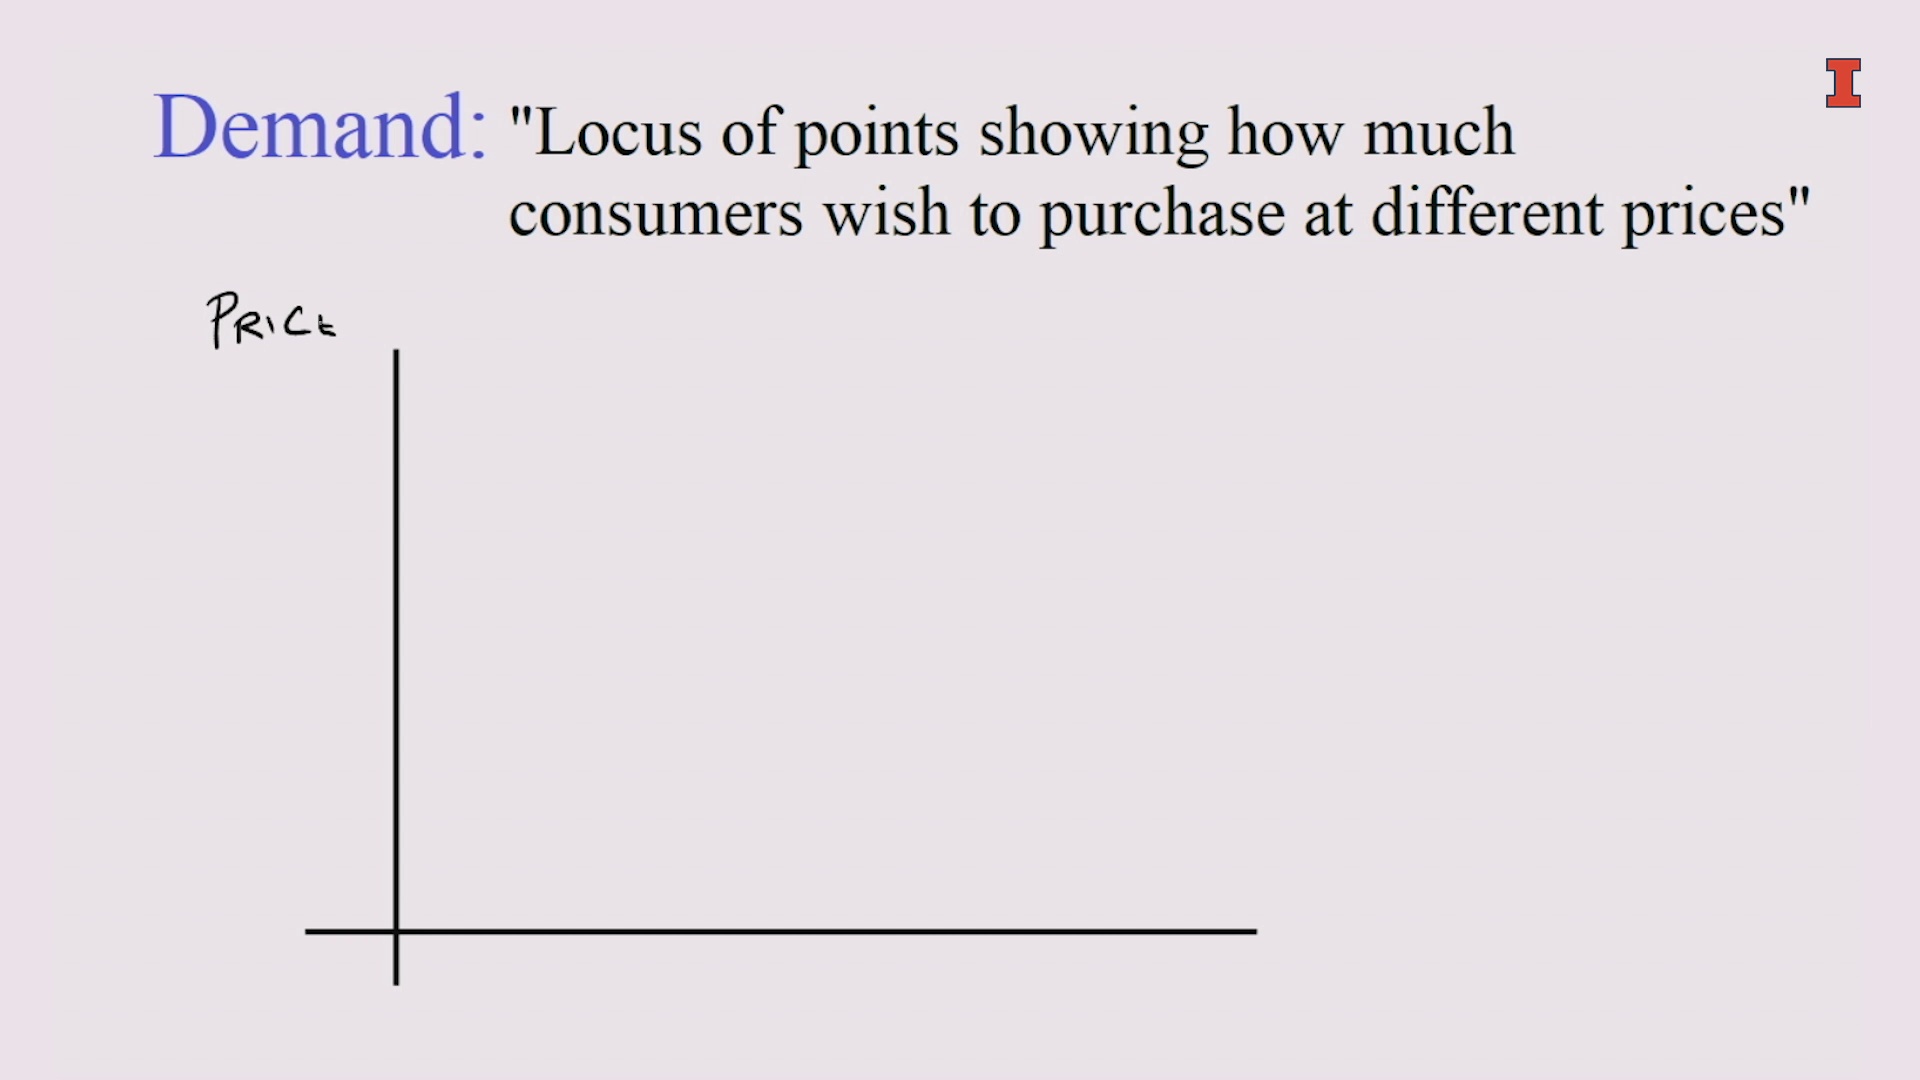 Demand: "Locus of points showing how much
consumers wish to purchase at different prices"
PRICE
I